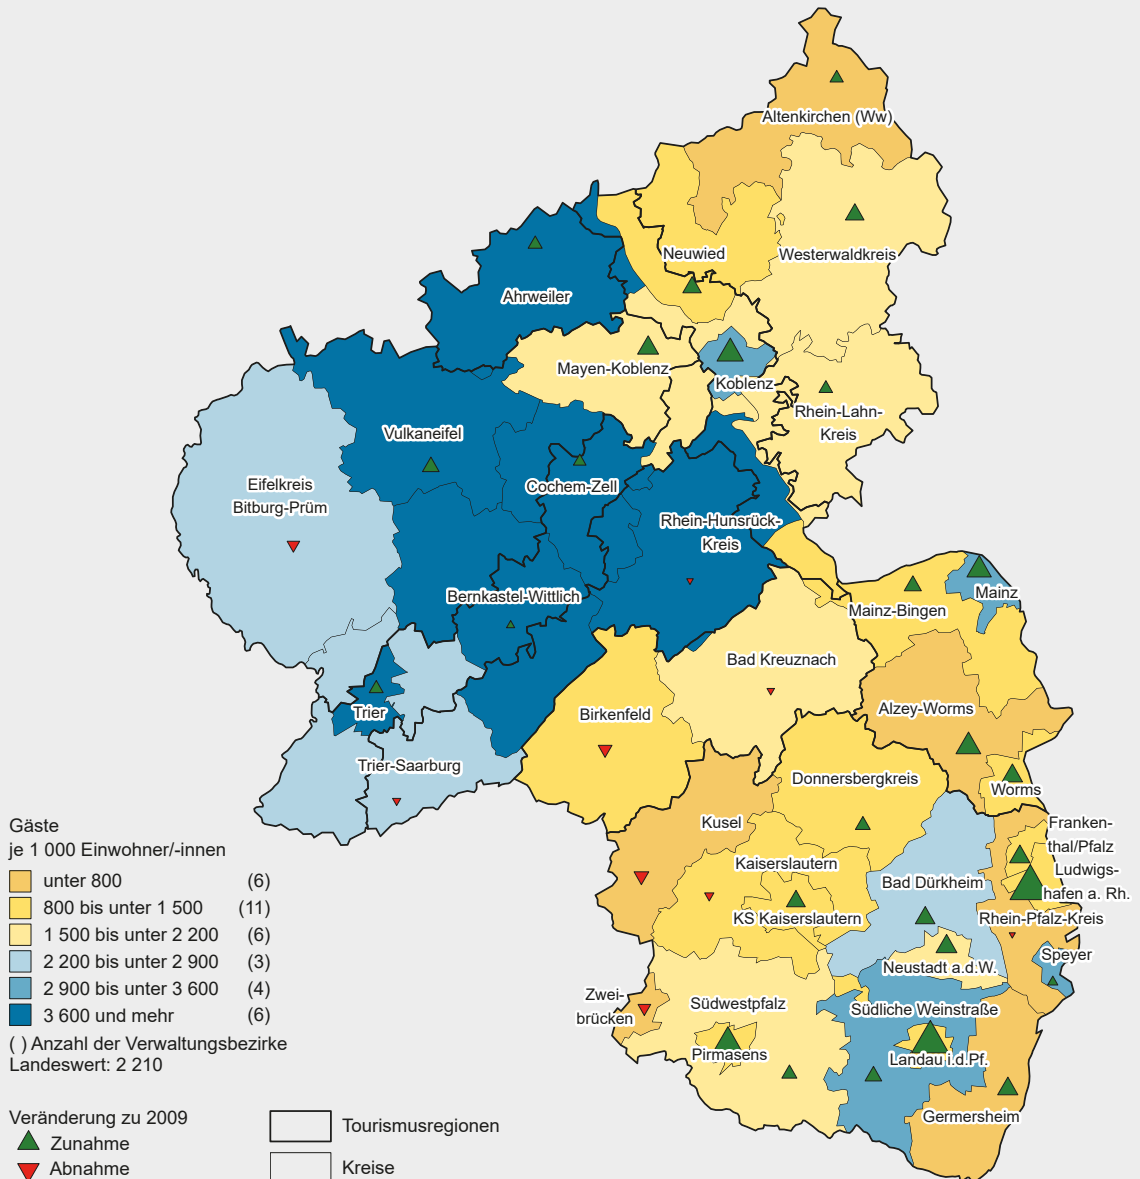 Altenkirchen (Ww)
Neuwied
Westerwaldkreis
Ahrweiler
Mayen-Koblenz
Koblenz
Rhein-Lahn-
Kreis
Vulkaneifel
Cochem-Zell
Eifelkreis
Bitburg-Prüm
Rhein-Hunsrück-
Kreis
Bernkastel-Wittlich
Mainz-Bingen
Mainz
Bad Kreuznach
Trier
Birkenfeld
Alzey-Worms
Trier-Saarburg
Donnersbergkreis
Worms
Kusel
Franken-
thal/Pfalz
Kaiserslautern
Ludwigs-
hafen a. Rh.
Bad Dürkheim
KS Kaiserslautern
Rhein-Pfalz-Kreis
Speyer
Neustadt a.d.W.
Zwei-
brücken
Südwestpfalz
Südliche Weinstraße
Pirmasens
Landau i.d.Pf.
Germersheim
Gäste
je 1 000 Einwohner/-innen
unter 800 (6)
800 bis unter 1 500 (11)
1 500 bis unter 2 200 (6)
2 200 bis unter 2 900 (3)
2 900 bis unter 3 600 (4)
3 600 und mehr (6)
( ) Anzahl der Verwaltungsbezirke
Landeswert: 2 210
Veränderung zu 2009
Zunahme
Abnahme
Tourismusregionen
Kreise